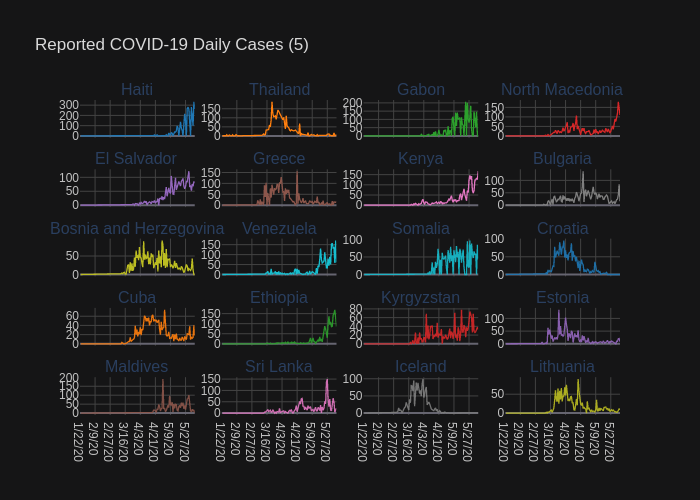 Reported COVID-19 Daily Cases (5)
Haiti Thailand Gabon North Macedonia
300 200 100 0 150 100 50 0 200 150 100 50 0 150 100 50 0
El Salvador Greece Kenya Bulgaria
100 50 0 150 100 50 0 150 100 50 0 100 50 0
Bosnia and Herzegovina Venezuela Somalia Croatia
50 0 150 100 50 0 100 50 0 100 50 0
Cuba Ethiopia Kyrgyzstan Estonia
60 40 20 0 150 100 50 0 80 60 40 20 0 100 50 0
Maldives Sri Lanka Iceland Lithuania
200 150 100 50 0 150 100 50 0 100 50 0 50 0
1/22/20 2/9/20 2/27/20 3/16/20 4/3/20 4/21/20 5/9/20 5/27/20 1/22/20 2/9/20 2/27/20 3/16/20 4/3/20 4/21/20 5/9/20 5/27/20 1/22/20 2/9/20 2/27/20 3/16/20 4/3/20 4/21/20 5/9/20 5/27/20 1/22/20 2/9/20 2/27/20 3/16/20 4/3/20 4/21/20 5/9/20 5/27/20